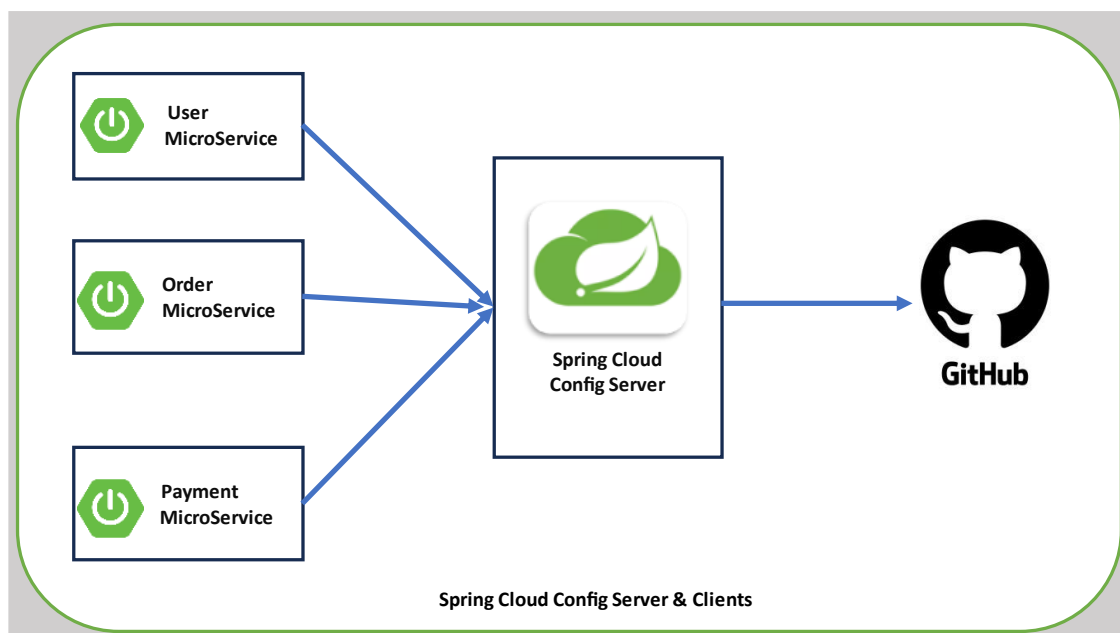 User
MicroService
Order
MicroService
Payment
MicroService
Spring Cloud
Config Server
GitHub
Spring Cloud Config Server & Clients